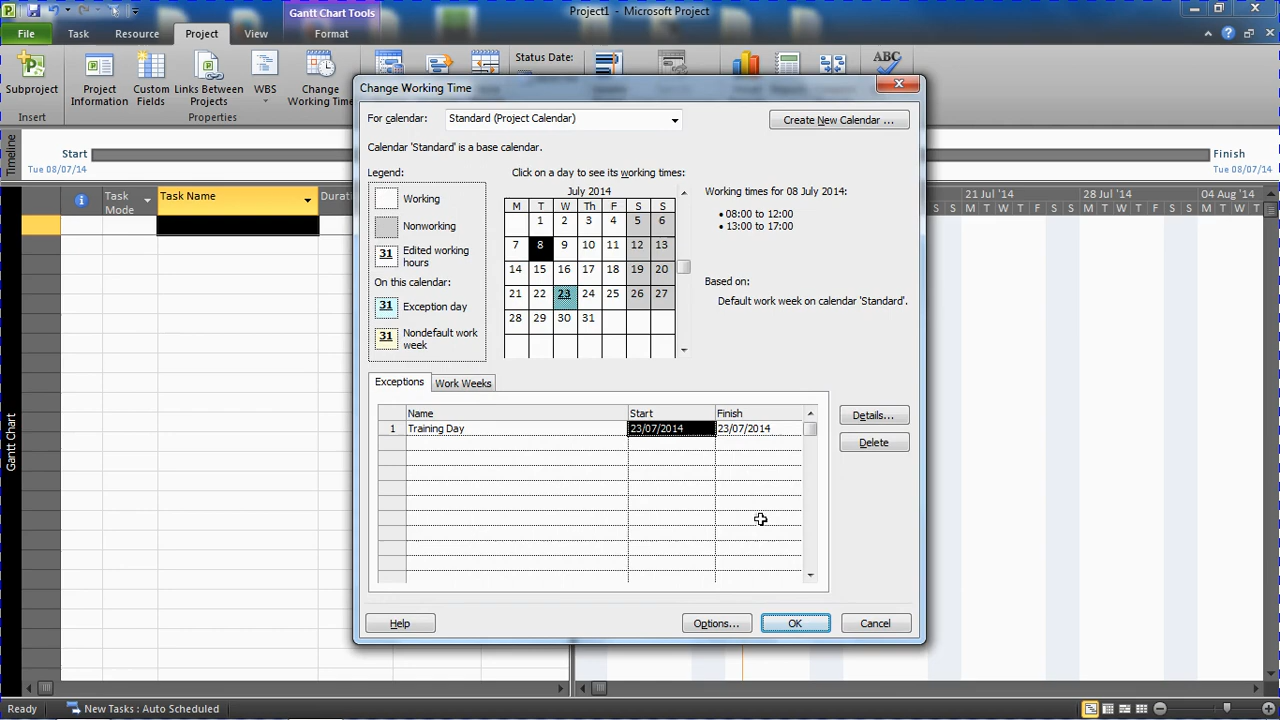 Gantt Chart Tools
Project1 - Microsoft Project
File
Task
Resource
Project
View
Format
Subproject
Project
Information
Custom
Fields
Links Between
Projects
WBS
Change
Working Time
Status Date:
ABC
Insert
Properties
Change Working Time
For calendar:
Standard (Project Calendar)
Create New Calendar ...
Calendar 'Standard' is a base calendar.
Legend:
Working
Nonworking
31 Edited working
hours
On this calendar:
31 Exception day
31 Nondefault work
week
Click on a day to see its working times:
July 2014
M T W Th F S S
1 2 3 4 5 6
7 8 9 10 11 12 13
14 15 16 17 18 19 20
21 22 23 24 25 26 27
28 29 30 31
Working times for 08 July 2014:
• 08:00 to 12:00
• 13:00 to 17:00
Based on:
Default work week on calendar 'Standard'.
Exceptions
Work Weeks
Name Start Finish
1 Training Day 23/07/2014 23/07/2014
Details...
Delete
Help
Options...
OK
Cancel
Timeline
Start
Tue 08/07/14
Finish
Tue 08/07/14
Task
Mode
Task Name
Durati
21 Jul '14 28 Jul '14 04 Aug '14
S S M T W T F S S M T W T F S S M T W T
Gantt Chart
Ready
New Tasks : Auto Scheduled